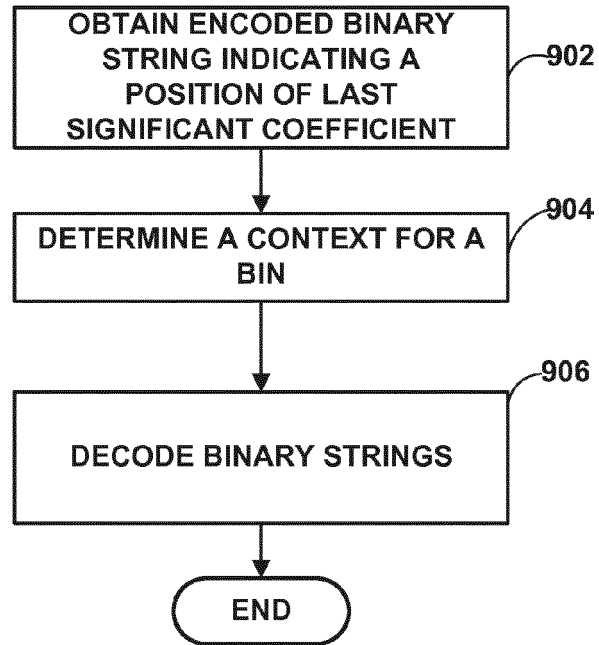 OBTAIN ENCODED BINARY
STRING INDICATING A
POSITION OF LAST
SIGNIFICANT COEFFICIENT
902
DETERMINE A CONTEXT FOR A
BIN
904
DECODE BINARY STRINGS
906
END